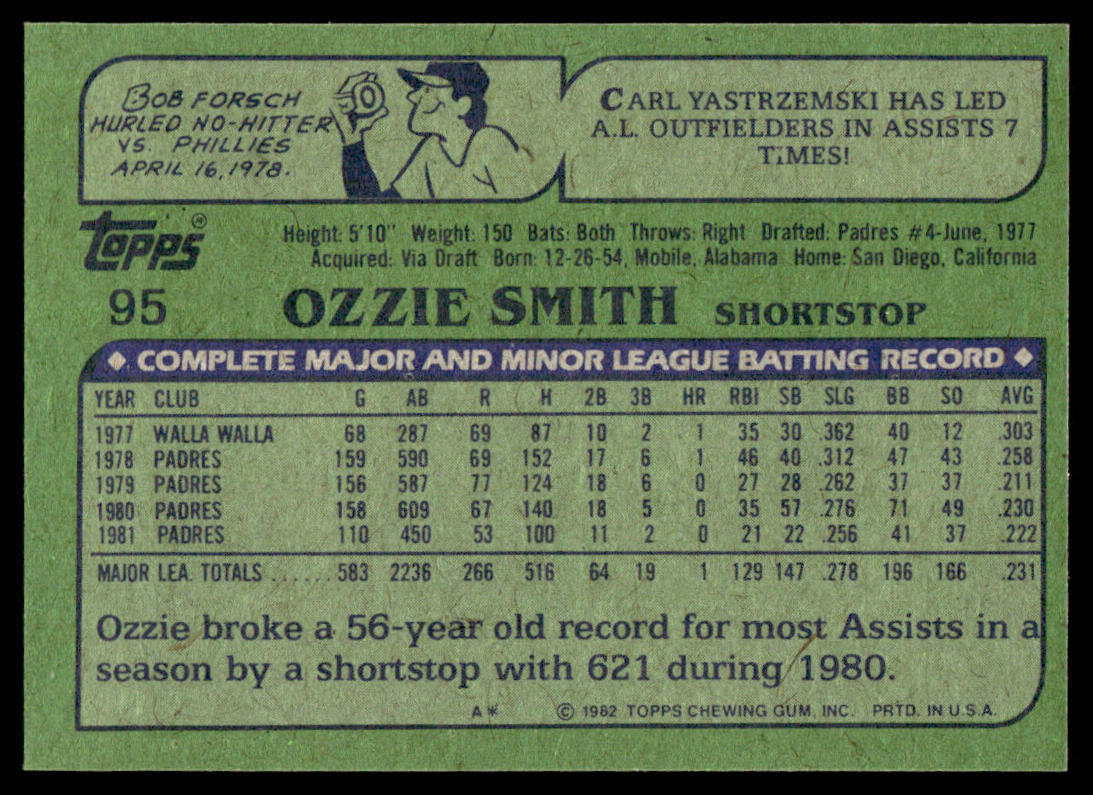 BOB FORSCH
HURLED NO-HITTER
VS. PHILLIES
APRIL 16, 1978.
CARL YASTRZEMSKI HAS LED
A.L. OUTFIELDERS IN ASSISTS 7
TIMES!
Topps®
Height: 5'10" Weight: 150 Bats: Both Throws: Right Drafted: Padres #4-June, 1977
Acquired: Via Draft Born: 12-26-54, Mobile, Alabama Home: San Diego, California
95 OZZIE SMITH SHORTSTOP
◆ COMPLETE MAJOR AND MINOR LEAGUE BATTING RECORD ◆
YEAR CLUB G AB R H 2B 3B HR RBI SB SLG BB SO AVG
1977 WALLA WALLA 68 287 69 87 10 2 1 35 30 .362 40 12 .303
1978 PADRES 159 590 69 152 17 6 1 46 40 .312 47 43 .258
1979 PADRES 156 587 77 124 18 6 0 27 28 .262 37 37 .211
1980 PADRES 158 609 67 140 18 5 0 35 57 .276 71 49 .230
1981 PADRES 110 450 53 100 11 2 0 21 22 .256 41 37 .222
MAJOR LEA. TOTALS ...... 583 2236 266 516 64 19 1 129 147 .278 196 166 .231
Ozzie broke a 56-year old record for most Assists in a
season by a shortstop with 621 during 1980.
A* © 1982 TOPPS CHEWING GUM, INC. PRTD. IN U.S.A.